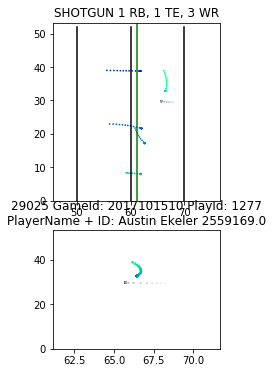 SHOTGUN 1 RB, 1 TE, 3 WR
50
40
30
20
10
0
50 60 70
29025 GameId: 2017101510 PlayId: 1277
PlayerName + ID: Austin Ekeler 2559169.0
40
20
0
62.5 65.0 67.5 70.0